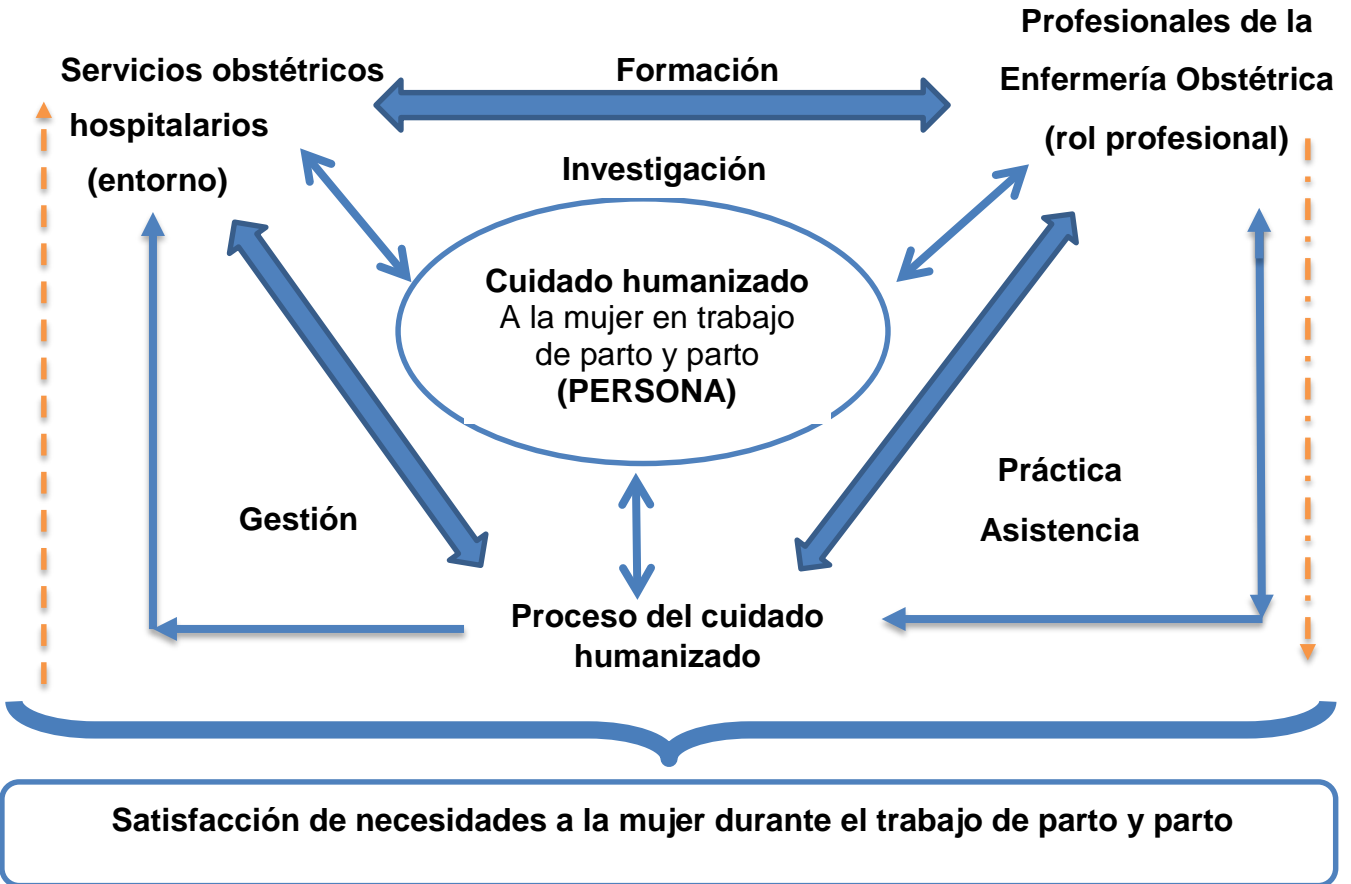 Profesionales de la
Enfermería Obstétrica
(rol profesional)
Servicios obstétricos
hospitalarios
(entorno)
Formación
Investigación
Cuidado humanizado
A la mujer en trabajo
de parto y parto
(PERSONA)
Gestión
Práctica
Asistencia
Proceso del cuidado
humanizado
Satisfacción de necesidades a la mujer durante el trabajo de parto y parto